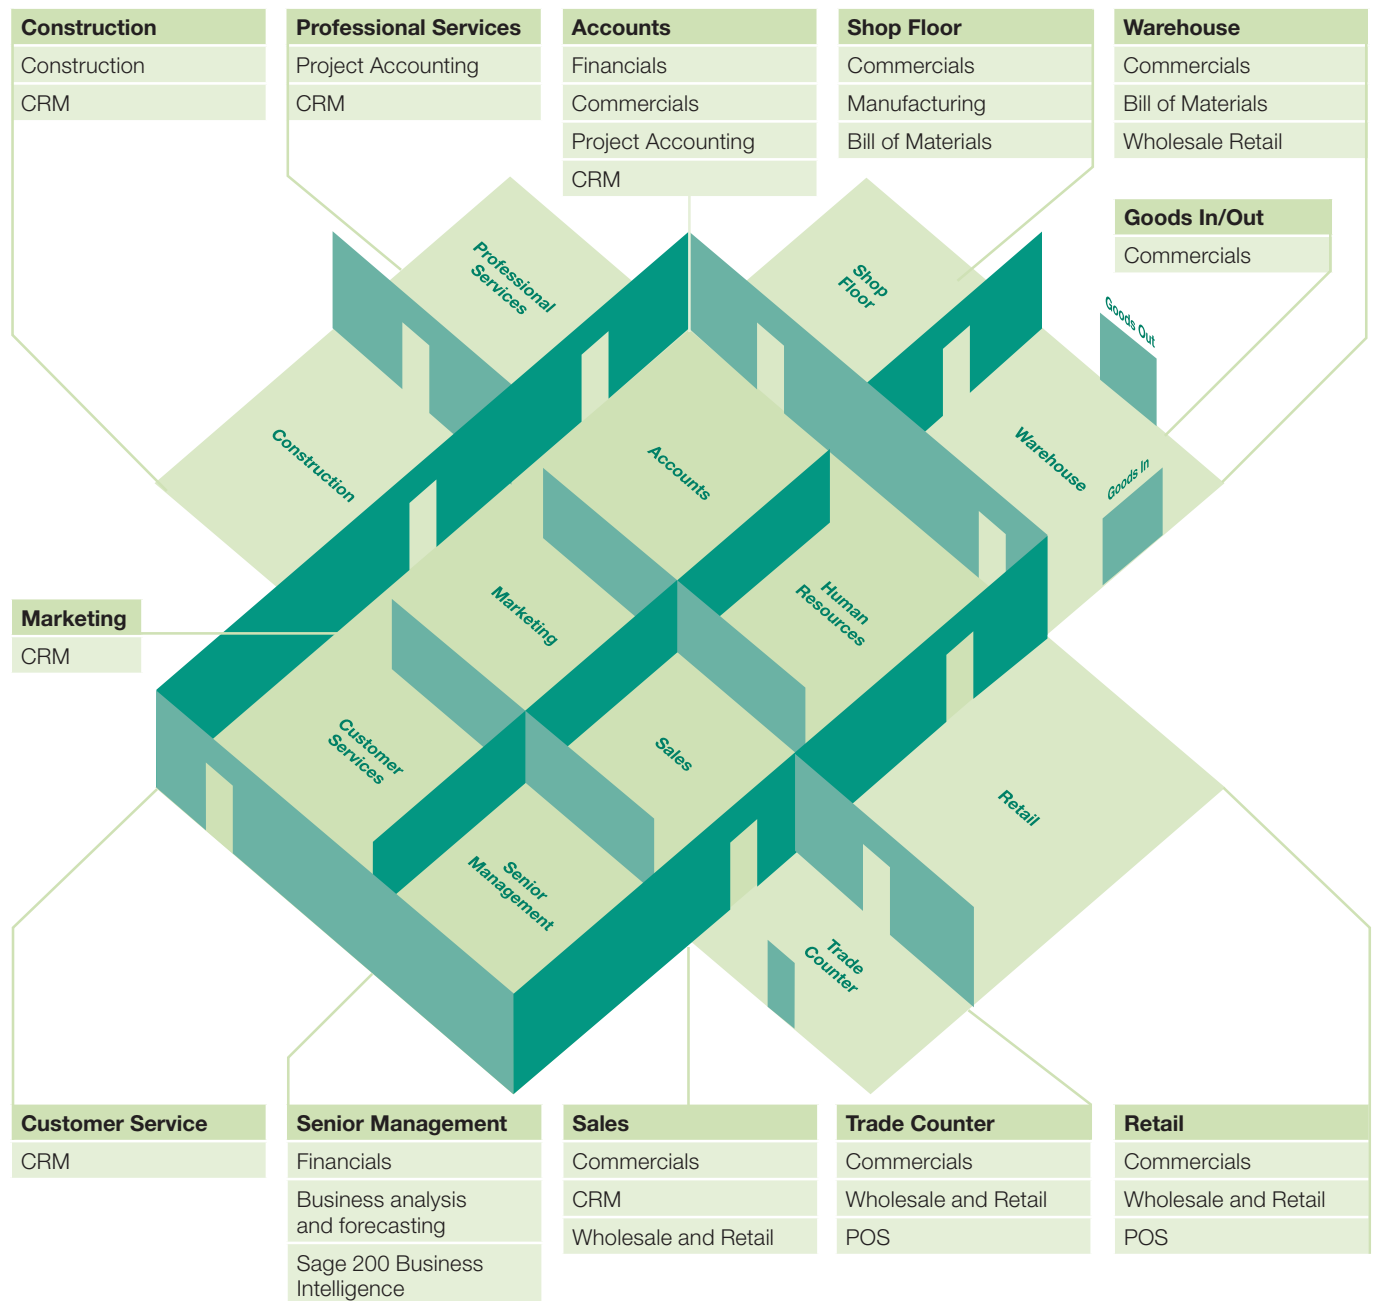 Construction
Construction
CRM
Professional Services
Project Accounting
CRM
Accounts
Financials
Commercials
Project Accounting
CRM
Shop Floor
Commercials
Manufacturing
Bill of Materials
Warehouse
Commercials
Bill of Materials
Wholesale Retail
Goods In/Out
Commercials
Professional
Services
Shop
Floor
Goods Out
Construction
Accounts
Warehouse
Goods In
Marketing
CRM
Marketing
Human
Resources
Customer
Services
Sales
Retail
Senior
Management
Trade
Counter
Customer Service
CRM
Senior Management
Financials
Business analysis
and forecasting
Sage 200 Business
Intelligence
Sales
Commercials
CRM
Wholesale and Retail
Trade Counter
Commercials
Wholesale and Retail
POS
Retail
Commercials
Wholesale and Retail
POS